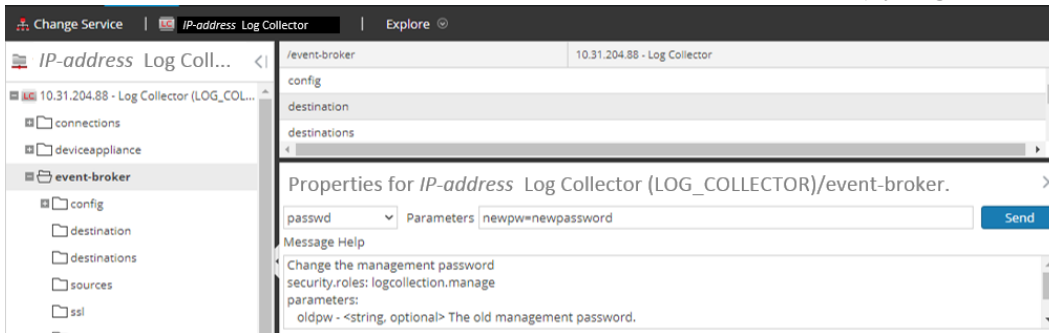 Change Service | LC IP-address Log Collector | Explore
IP-address Log Coll...
/event-broker 10.31.204.88 - Log Collector
config
destination
destinations
LC 10.31.204.88 - Log Collector (LOG_COL...
connections
deviceappliance
event-broker
config
destination
destinations
sources
ssl
Properties for IP-address Log Collector (LOG_COLLECTOR)/event-broker.
passwd Parameters newpw=newpassword Send
Message Help
Change the management password
security.roles: logcollection.manage
parameters:
oldpw - <string, optional> The old management password.